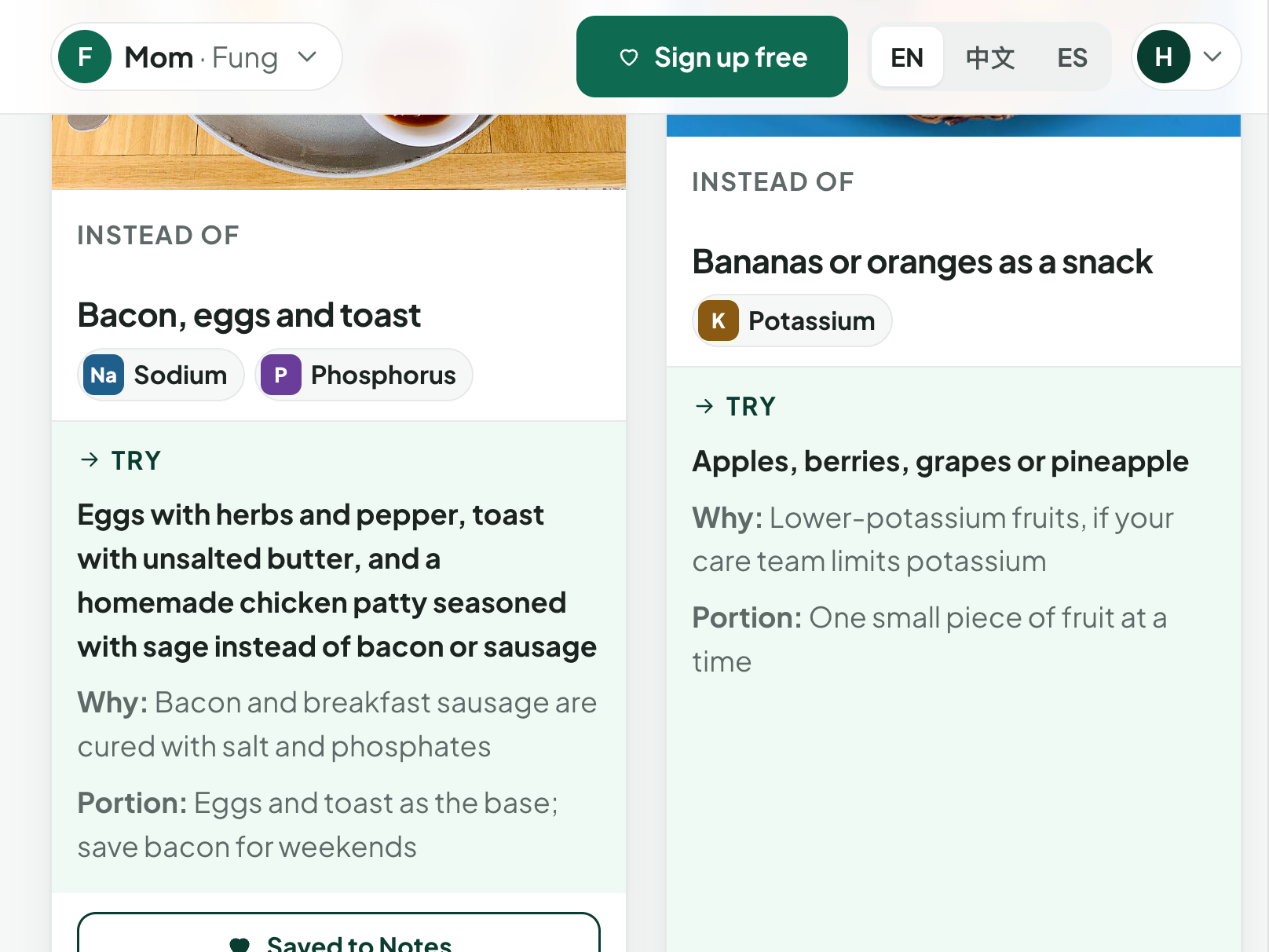 F Mom · Fung
Sign up free
EN 中文 ES
H
INSTEAD OF
Bacon, eggs and toast
Na Sodium P Phosphorus
→ TRY
Eggs with herbs and pepper, toast
with unsalted butter, and a
homemade chicken patty seasoned
with sage instead of bacon or sausage
Why: Bacon and breakfast sausage are
cured with salt and phosphates
Portion: Eggs and toast as the base;
save bacon for weekends
Saved to Notes
INSTEAD OF
Bananas or oranges as a snack
K Potassium
→ TRY
Apples, berries, grapes or pineapple
Why: Lower-potassium fruits, if your
care team limits potassium
Portion: One small piece of fruit at a
time